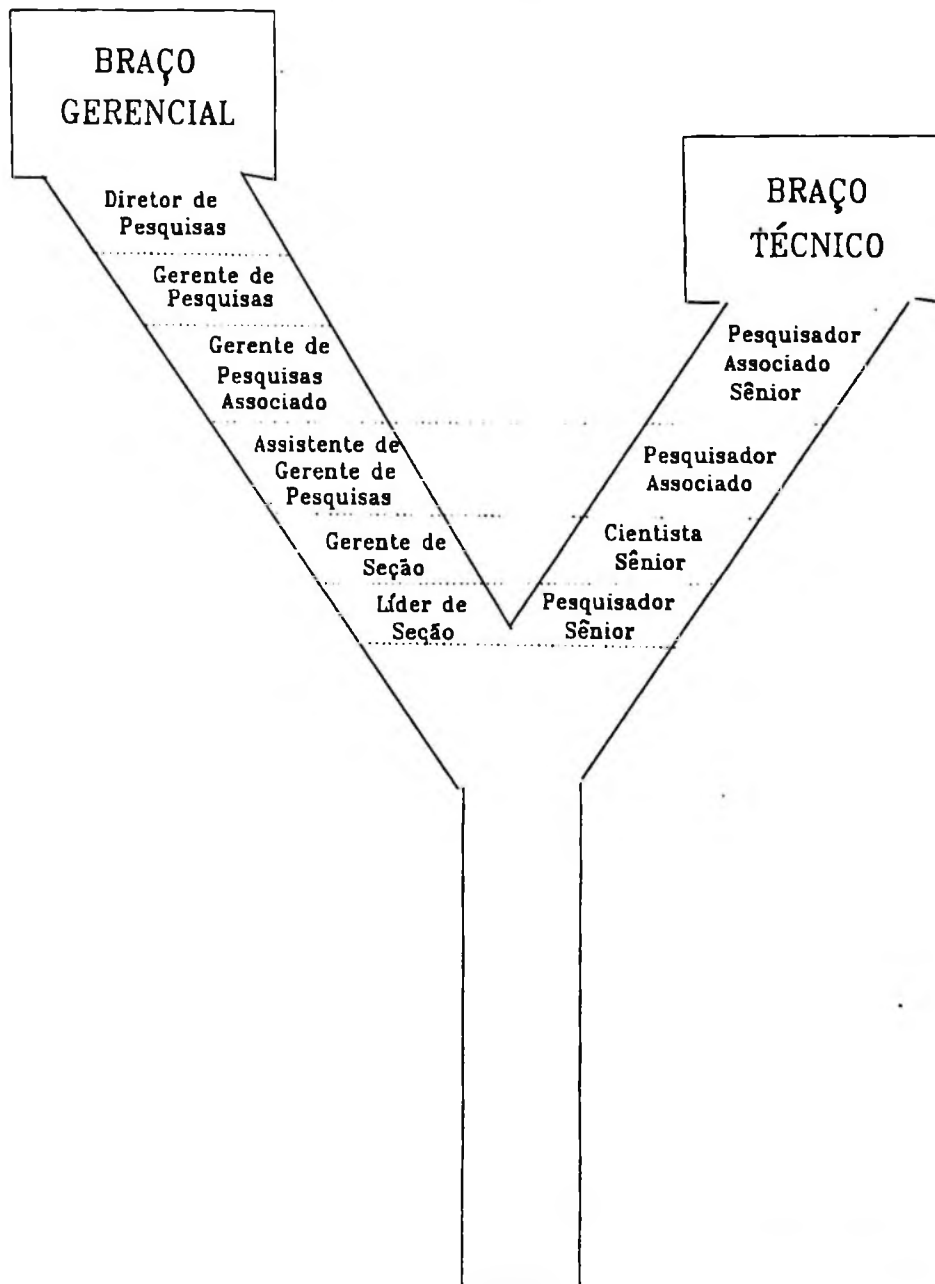 BRAÇO
GERENCIAL
Diretor de
Pesquisas
Gerente de
Pesquisas
Gerente de
Pesquisas
Associado
Assistente de
Gerente de
Pesquisas
Gerente de
Seção
Líder de
Seção
BRAÇO
TÉCNICO
Pesquisador
Associado
Sênior
Pesquisador
Associado
Cientista
Sênior
Pesquisador
Sênior